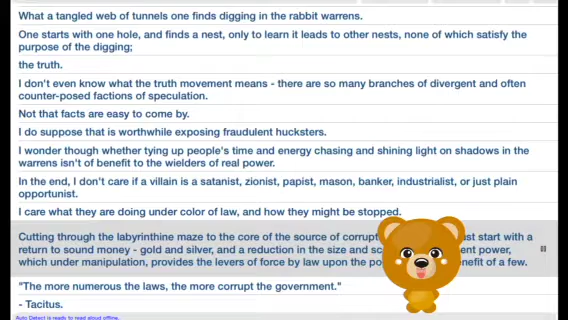 What a tangled web of tunnels one finds digging in the rabbit warrens.
One starts with one hole, and finds a nest, only to learn it leads to other nests, none of which satisfy the
purpose of the digging;
the truth.
I don't even know what the truth movement means - there are so many branches of divergent and often
counter-posed factions of speculation.
Not that facts are easy to come by.
I do suppose that is worthwhile exposing fraudulent hucksters.
I wonder though whether tying up people's time and energy chasing and shining light on shadows in the
warrens isn't of benefit to the wielders of real power.
In the end, I don't care if a villain is a satanist, zionist, papist, mason, banker, industrialist, or just plain
opportunist.
I care what they are doing under color of law, and how they might be stopped.
Cutting through the labyrinthine maze to the core of the source of start with a
return to sound money - gold and silver, and a reduction in the size and power,
which under manipulation, provides the levers of force by law upon the of a few.
"The more numerous the laws, the more corrupt the government."
- Tacitus.
Auto Detect is ready to read aloud offline.